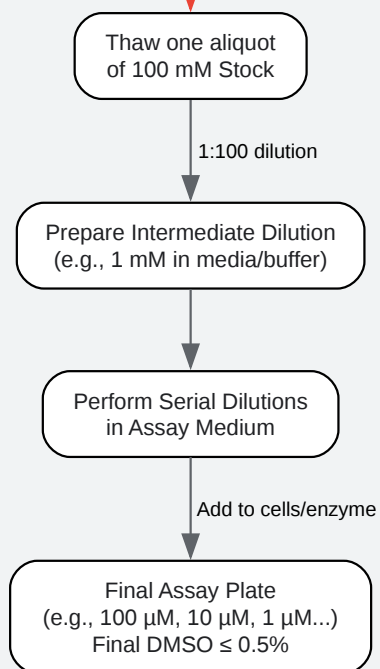 Thaw one aliquot
of 100 mM Stock
1:100 dilution
Prepare Intermediate Dilution
(e.g., 1 mM in media/buffer)
Perform Serial Dilutions
in Assay Medium
Add to cells/enzyme
Final Assay Plate
(e.g., 100 µM, 10 µM, 1 µM...)
Final DMSO ≤ 0.5%